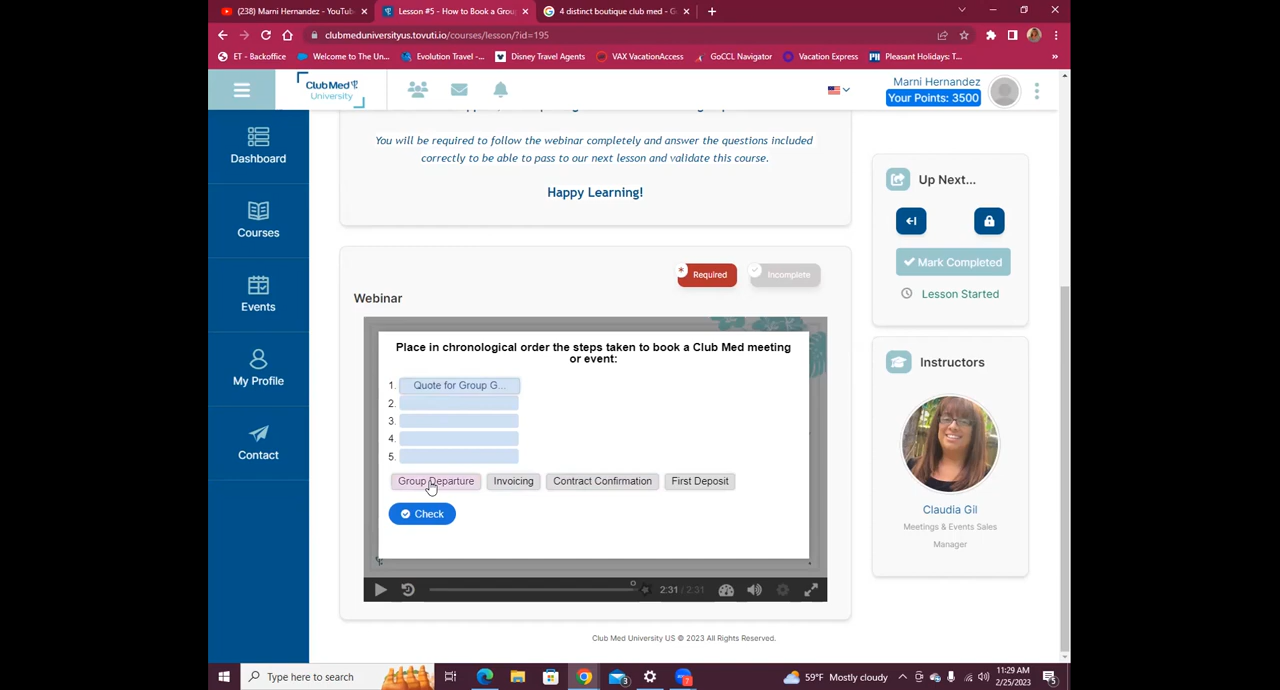 (238) Marni Hernandez - YouTub
Lesson #5 - How to Book a Grou
4 distinct boutique club med - G
clubmeduniversityus.tovuti.io/courses/lesson/?id=195
ET - Backoffice
Welcome to The Un...
Evolution Travel -...
Disney Travel Agents
VAX VacationAccess
GoCCL Navigator
Vacation Express
Pleasant Holidays: T...
Club Med
University
Marni Hernandez
Your Points: 3500
Dashboard
Courses
Events
My Profile
Contact
You will be required to follow the webinar completely and answer the questions included
correctly to be able to pass to our next lesson and validate this course.
Happy Learning!
Required
Incomplete
Webinar
Place in chronological order the steps taken to book a Club Med meeting
or event:
1. Quote for Group G...
2.
3.
4.
5.
Group Departure
Invoicing
Contract Confirmation
First Deposit
Check
2:31 / 2:31
Up Next...
Mark Completed
Lesson Started
Instructors
Claudia Gil
Meetings & Events Sales
Manager
Club Med University US © 2023 All Rights Reserved.
Type here to search
59°F Mostly cloudy
11:29 AM
2/25/2023